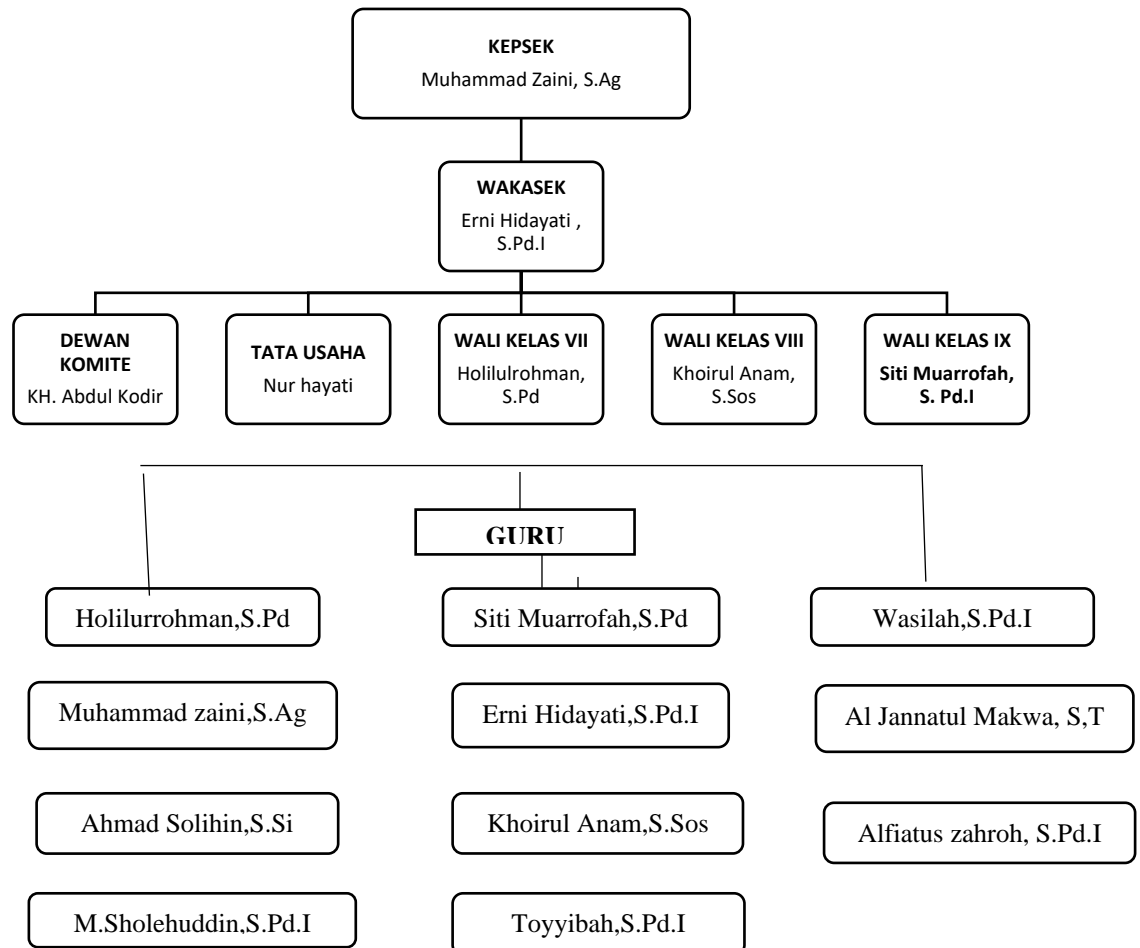 KEPSEK
Muhammad Zaini, S.Ag
WAKASEK
Erni Hidayati ,
S.Pd.I
DEWAN
KOMITE
KH. Abdul Kodir
TATA USAHA
Nur hayati
WALI KELAS VII
Holilulrohman,
S.Pd
WALI KELAS VIII
Khoirul Anam,
S.Sos
WALI KELAS IX
Siti Muarrofah,
S. Pd.I
GURU
Holilurrohman,S.Pd
Siti Muarrofah,S.Pd
Wasilah,S.Pd.I
Muhammad zaini,S.Ag
Erni Hidayati,S.Pd.I
Al Jannatul Makwa, S,T
Ahmad Solihin,S.Si
Khoirul Anam,S.Sos
Alfiatus zahroh, S.Pd.I
M.Sholehuddin,S.Pd.I
Toyyibah,S.Pd.I